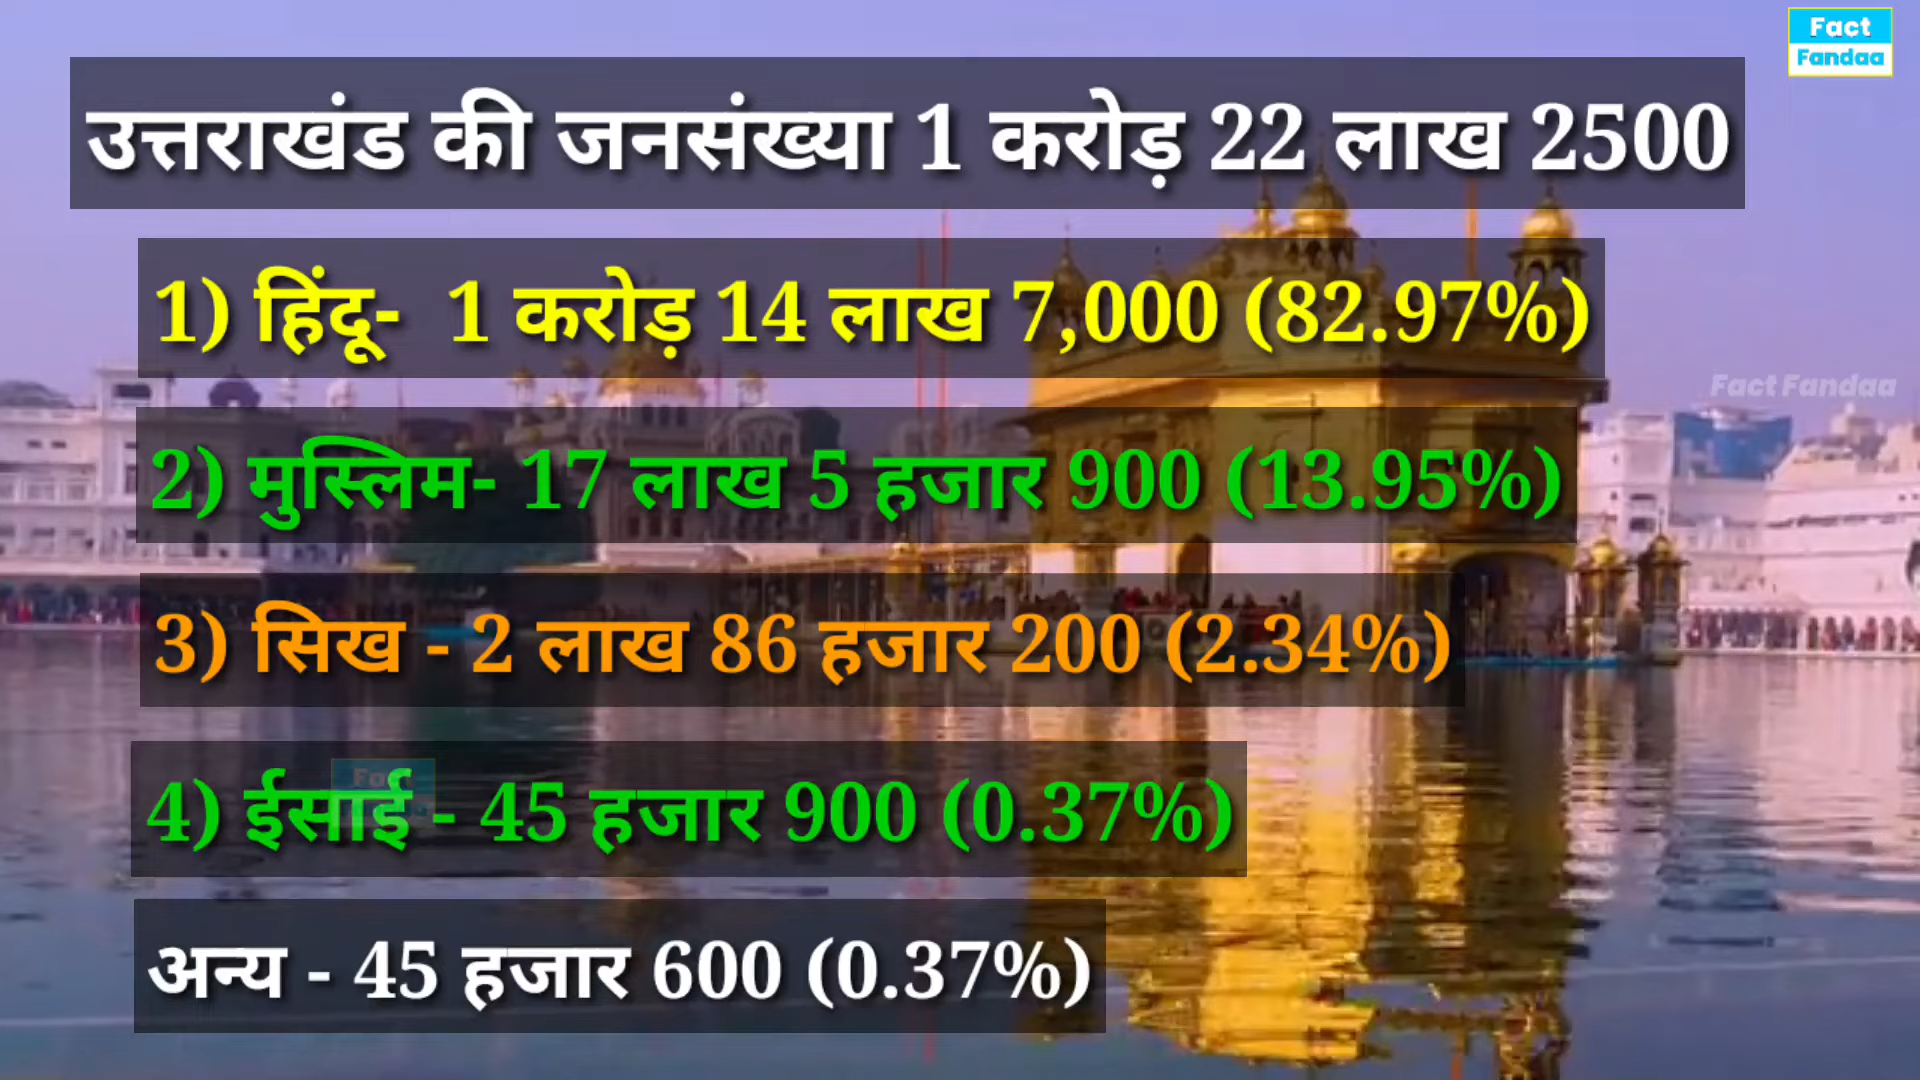 Fact
Fandaa
उत्तराखंड की जनसंख्या 1 करोड़ 22 लाख 2500
1) हिंदू-  1 करोड़ 14 लाख 7,000 (82.97%)
Fact Fandaa
2) मुस्लिम- 17 लाख 5 हजार 900 (13.95%)
3) सिख - 2 लाख 86 हजार 200 (2.34%)
4) ईसाई - 45 हजार 900 (0.37%)
अन्य - 45 हजार 600 (0.37%)